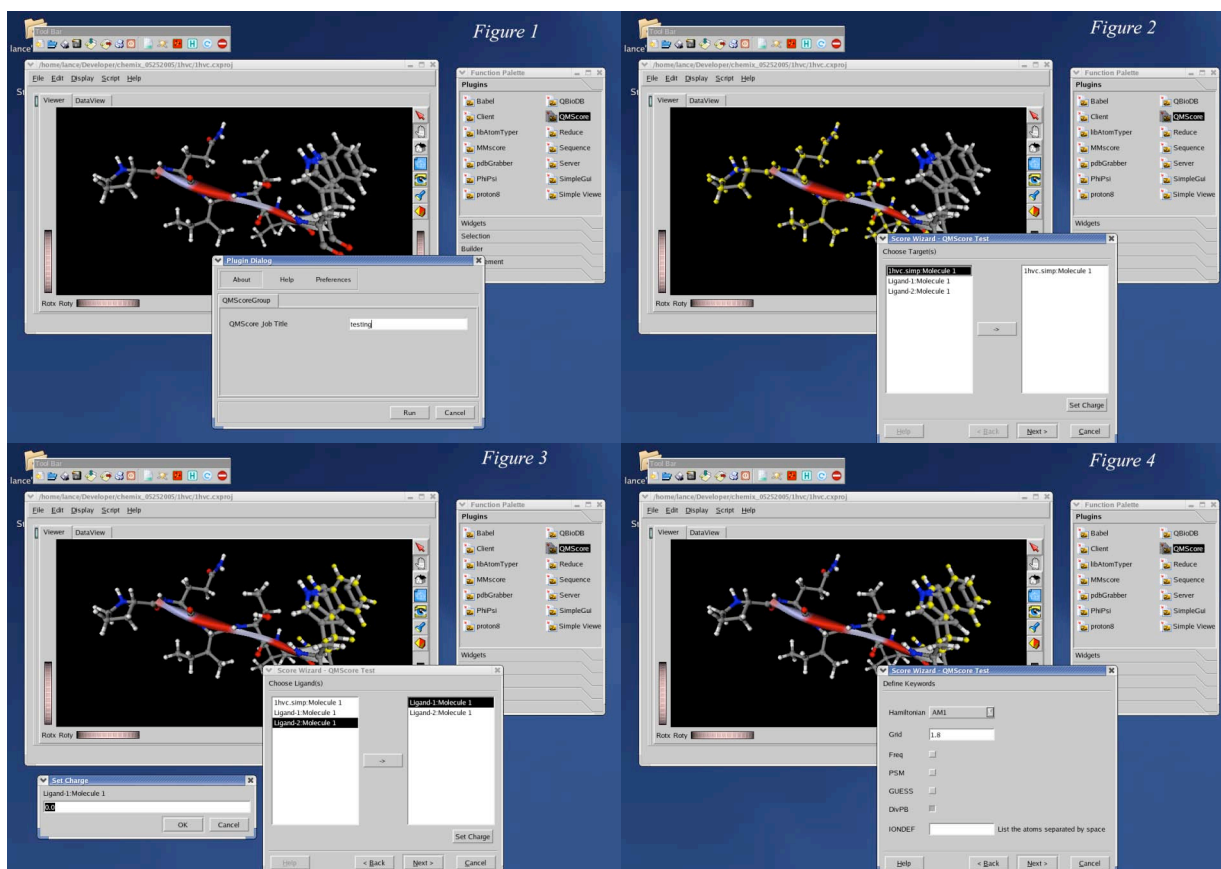 Figure 1
Tool Bar
lance'
/home/lance/Developer/chemix_05252005/1hvc/1hvc.cxproj
File Edit Display Script Help
St
Viewer DataView
Rotx Roty
Function Palette
Plugins
Babel QBioDB
Client QMScore
libAtomTyper Reduce
MMscore Sequence
pdbGrabber Server
PhiPsi SimpleGui
proton8 Simple Viewe
Widgets
Selection
Builder
ement
Plugin Dialog
About Help Preferences
QMScoreGroup
QMScore Job Title testing
Run Cancel
Figure 2
Tool Bar
lance'
/home/lance/Developer/chemix_05252005/1hvc/1hvc.cxproj
File Edit Display Script Help
St
Viewer DataView
Rotx Roty
Function Palette
Plugins
Babel QBioDB
Client QMScore
libAtomTyper Reduce
MMscore Sequence
pdbGrabber Server
PhiPsi SimpleGui
proton8 Simple Viewe
Widgets
Score Wizard - QMScore Test
Choose Target(s)
1hvc.simp:Molecule 1 1hvc.simp:Molecule 1
Ligand-1:Molecule 1
Ligand-2:Molecule 1
->
Set Charge
Help < Back Next > Cancel
Figure 3
Tool Bar
lance'
/home/lance/Developer/chemix_05252005/1hvc/1hvc.cxproj
File Edit Display Script Help
St
Viewer DataView
Rotx Roty
Function Palette
Plugins
Babel QBioDB
Client QMScore
libAtomTyper Reduce
MMscore Sequence
pdbGrabber Server
PhiPsi SimpleGui
proton8 Simple Viewe
Widgets
Score Wizard - QMScore Test
Choose Ligand(s)
1hvc.simp:Molecule 1 Ligand-1:Molecule 1
Ligand-1:Molecule 1 Ligand-2:Molecule 1
Ligand-2:Molecule 1
->
Set Charge
Help < Back Next > Cancel
Set Charge
Ligand-1:Molecule 1
0.0
OK Cancel
Figure 4
Tool Bar
lance'
/home/lance/Developer/chemix_05252005/1hvc/1hvc.cxproj
File Edit Display Script Help
St
Viewer DataView
Rotx Roty
Function Palette
Plugins
Babel QBioDB
Client QMScore
libAtomTyper Reduce
MMscore Sequence
pdbGrabber Server
PhiPsi SimpleGui
proton8 Simple Viewe
Widgets
Score Wizard - QMScore Test
Define Keywords
Hamiltonian AM1
Grid 1.8
Freq
PSM
GUESS
DivPB
IONDEF List the atoms separated by space
Help < Back Next > Cancel